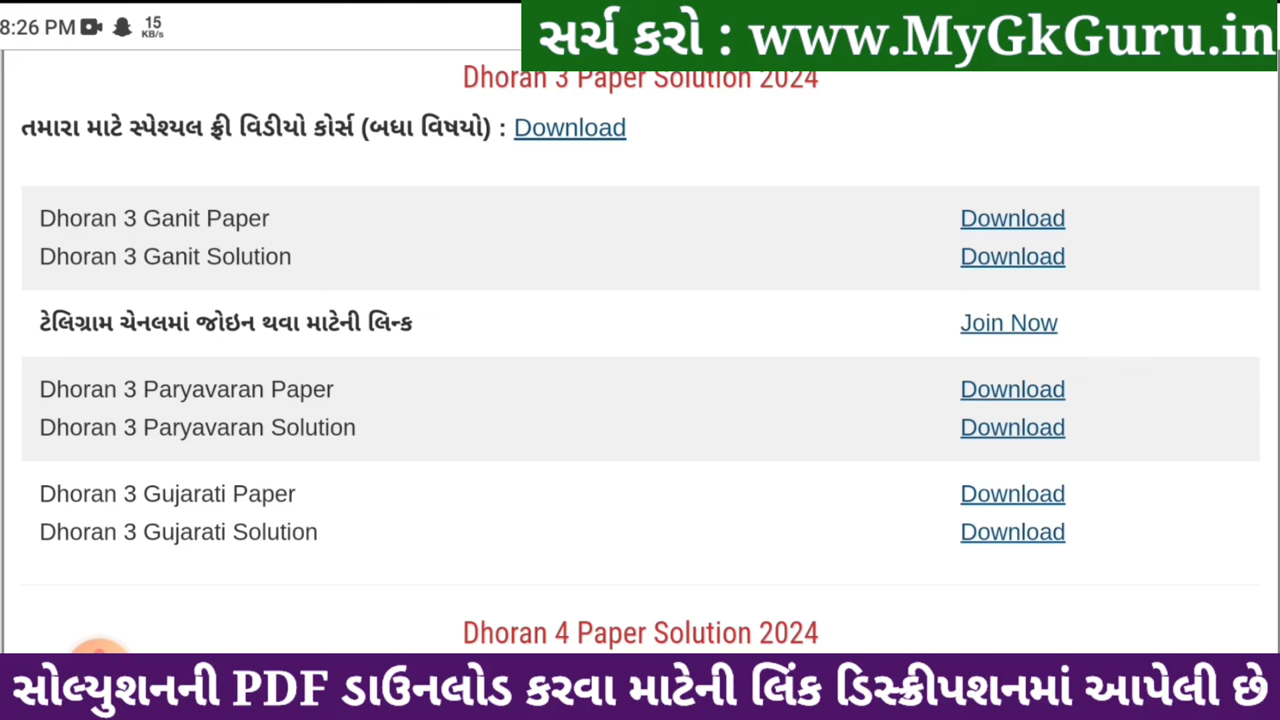 8:26 PM 15 KB/s
સર્ચ કરો : www.MyGkGuru.in
Dhoran 3 Paper Solution 2024
તમારા માટે સ્પેશ્યલ ફ્રી વિડીયો કોર્સ (બધા વિષયો) : Download
Dhoran 3 Ganit Paper Download
Dhoran 3 Ganit Solution Download
ટેલિગ્રામ ચેનલમાં જોઇન થવા માટેની લિન્ક Join Now
Dhoran 3 Paryavaran Paper Download
Dhoran 3 Paryavaran Solution Download
Dhoran 3 Gujarati Paper Download
Dhoran 3 Gujarati Solution Download
Dhoran 4 Paper Solution 2024
સોલ્યુશનની PDF ડાઉનલોડ કરવા માટેની લિંક ડિસ્ક્રીપશનમાં આપેલી છે